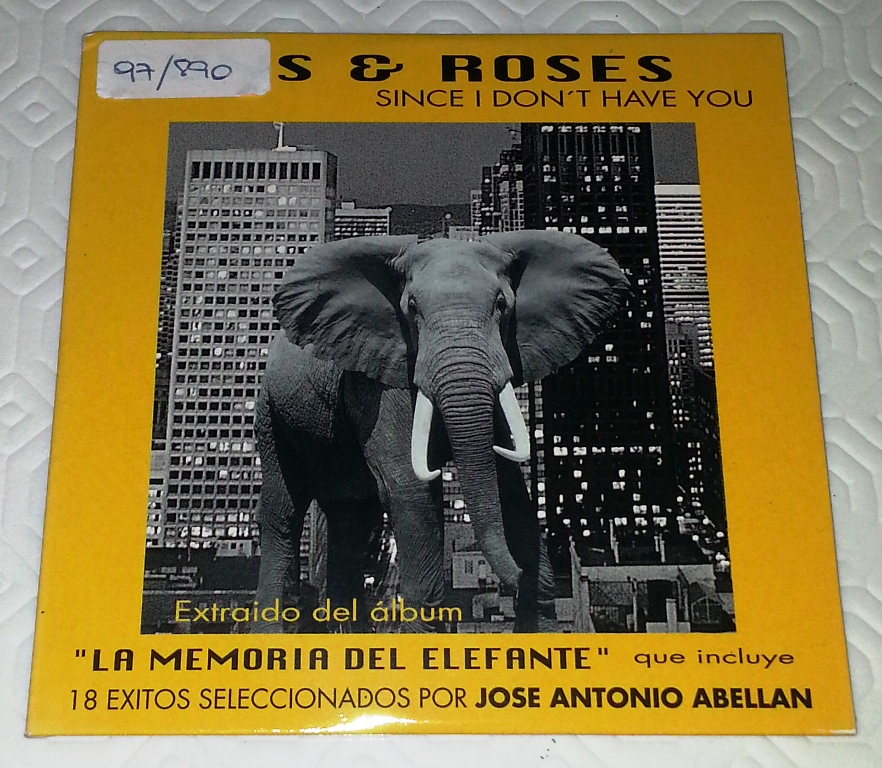 97/890
S & ROSES
SINCE I DON´T HAVE YOU
Extraido del álbum
"LA MEMORIA DEL ELEFANTE" que incluye
18 EXITOS SELECCIONADOS POR JOSE ANTONIO ABELLAN